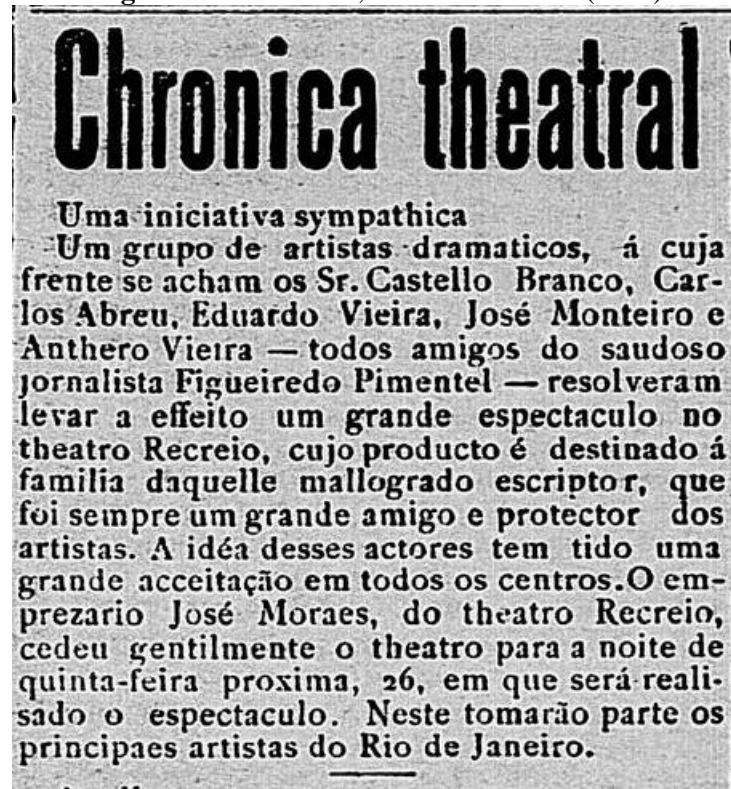 Chronica theatral
Uma iniciativa sympathica
Um grupo de artistas dramaticos, á cuja
frente se acham os Sr. Castello Branco, Car-
los Abreu, Eduardo Vieira, José Monteiro e
Anthero Vieira — todos amigos do saudoso
jornalista Figueiredo Pimentel — resolveram
levar a effeito um grande espectaculo no
theatro Recreio, cujo producto é destinado á
familia daquelle mallogrado escriptor, que
foi sempre um grande amigo e protector dos
artistas. A idéa desses actores tem tido uma
grande acceitação em todos os centros. O em-
prezario José Moraes, do theatro Recreio,
cedeu gentilmente o theatro para a noite de
quinta-feira proxima, 26, em que será reali-
sado o espectaculo. Neste tomarão parte os
principaes artistas do Rio de Janeiro.